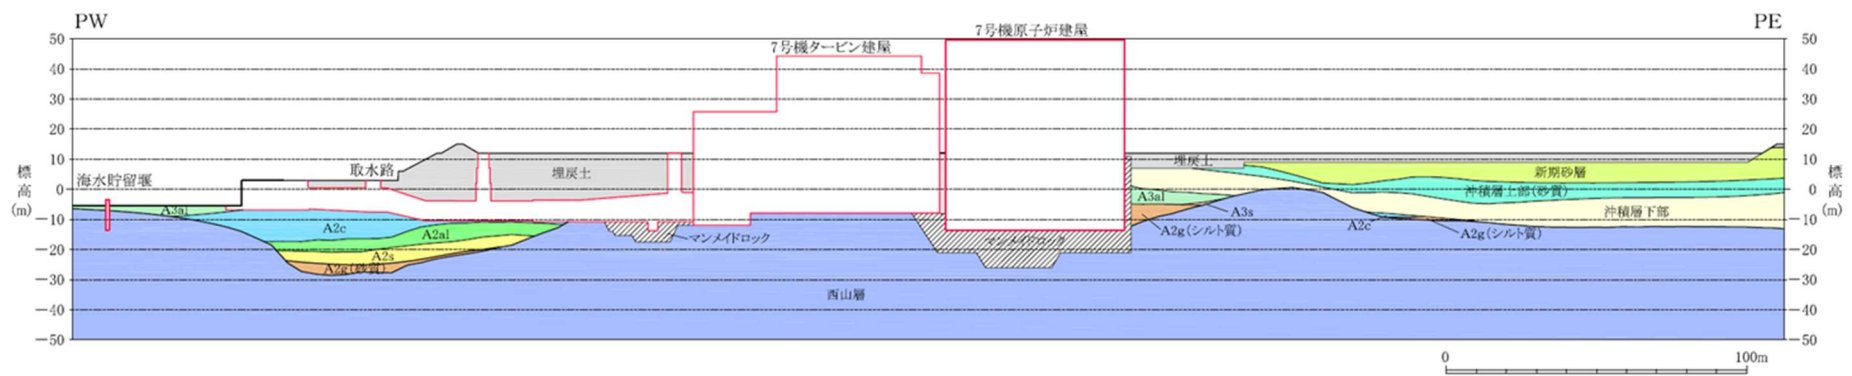 PW
PE
7号機原子炉建屋
7号機タービン建屋
50
40
30
20
10
0
－10
－20
－30
－40
－50
標高(m)
50
40
30
20
10
0
－10
－20
－30
－40
－50
標高(m)
取水路
海水貯留堰
埋戻土
埋戻土
新期砂層
沖積層上部(砂質)
沖積層下部
A3al
A3al
A3s
A2g(シルト質)
A2c
A2g(シルト質)
A2c
A2al
A2s
A2g(砂質)
マンメイドロック
マンメイドロック
西山層
0
100m